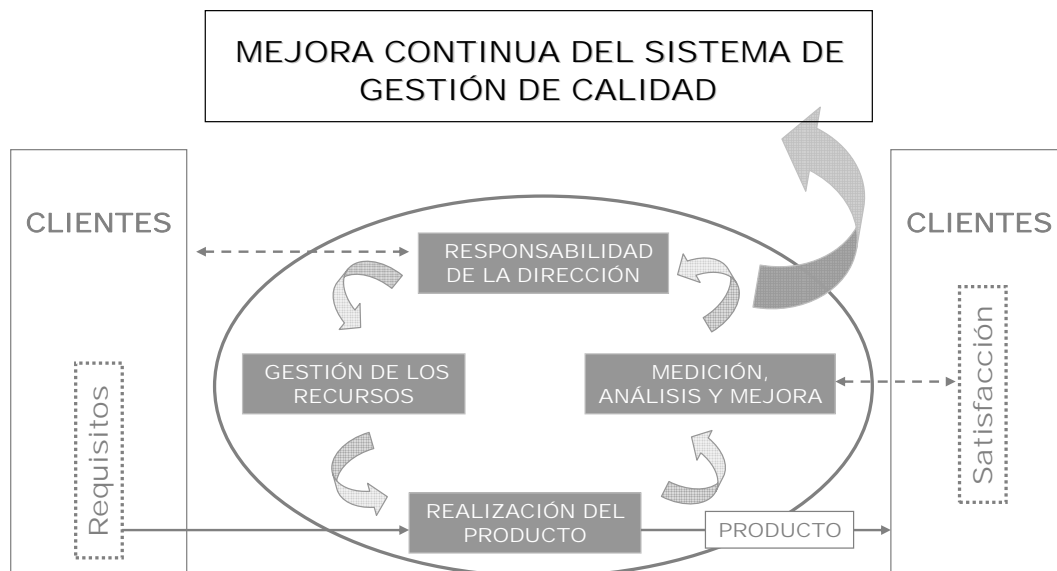 MEJORA CONTINUA DEL SISTEMA DE
GESTIÓN DE CALIDAD
CLIENTES
CLIENTES
RESPONSABILIDAD
DE LA DIRECCIÓN
GESTIÓN DE LOS
RECURSOS
MEDICIÓN,
ANÁLISIS Y MEJORA
Requisitos
Satisfacción
REALIZACIÓN DEL
PRODUCTO
PRODUCTO